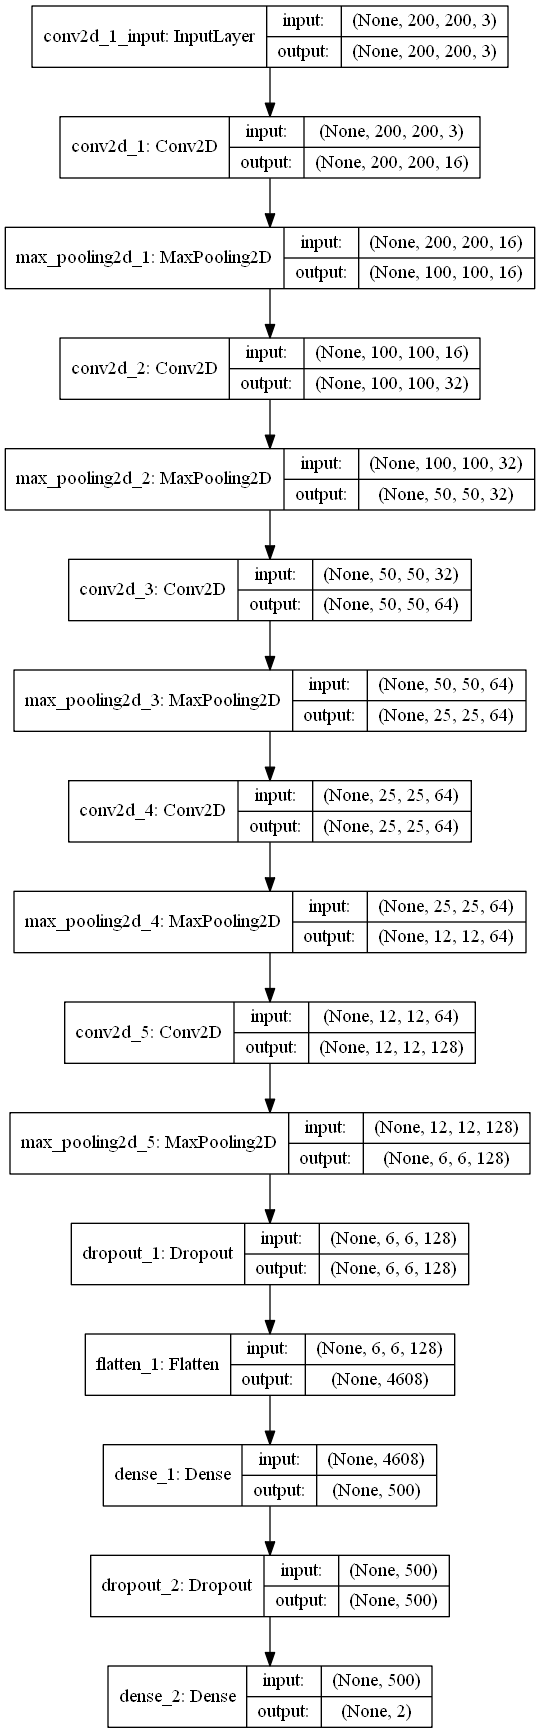 conv2d_1_input: InputLayer
input: (None, 200, 200, 3)
output: (None, 200, 200, 3)
conv2d_1: Conv2D
input: (None, 200, 200, 3)
output: (None, 200, 200, 16)
max_pooling2d_1: MaxPooling2D
input: (None, 200, 200, 16)
output: (None, 100, 100, 16)
conv2d_2: Conv2D
input: (None, 100, 100, 16)
output: (None, 100, 100, 32)
max_pooling2d_2: MaxPooling2D
input: (None, 100, 100, 32)
output: (None, 50, 50, 32)
conv2d_3: Conv2D
input: (None, 50, 50, 32)
output: (None, 50, 50, 64)
max_pooling2d_3: MaxPooling2D
input: (None, 50, 50, 64)
output: (None, 25, 25, 64)
conv2d_4: Conv2D
input: (None, 25, 25, 64)
output: (None, 25, 25, 64)
max_pooling2d_4: MaxPooling2D
input: (None, 25, 25, 64)
output: (None, 12, 12, 64)
conv2d_5: Conv2D
input: (None, 12, 12, 64)
output: (None, 12, 12, 128)
max_pooling2d_5: MaxPooling2D
input: (None, 12, 12, 128)
output: (None, 6, 6, 128)
dropout_1: Dropout
input: (None, 6, 6, 128)
output: (None, 6, 6, 128)
flatten_1: Flatten
input: (None, 6, 6, 128)
output: (None, 4608)
dense_1: Dense
input: (None, 4608)
output: (None, 500)
dropout_2: Dropout
input: (None, 500)
output: (None, 500)
dense_2: Dense
input: (None, 500)
output: (None, 2)